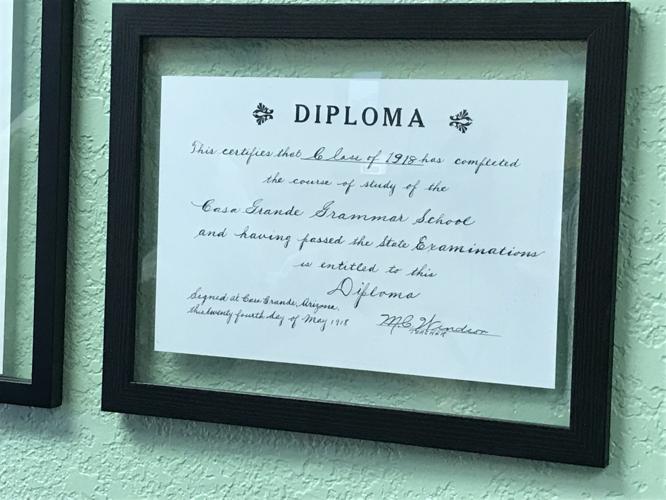 DIPLOMA
This certifies that Class of 1918 has completed
the course of study of the
Casa Grande Grammar School
and having passed the State Examinations
is entitled to this
Diploma
Signed at Casa Grande, Arizona,
this twenty fourth day of May 1918
M.C. Windsor
TEACHER